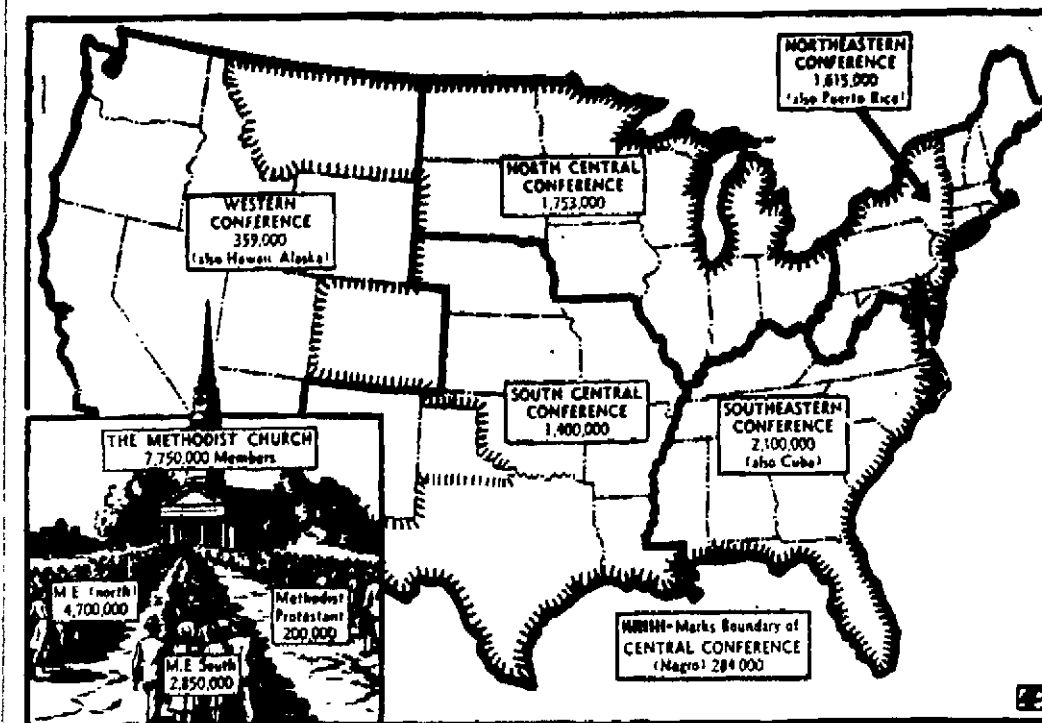 NORTHEASTERN
CONFERENCE
1,615,000
(also Puerto Rico)
NORTH CENTRAL
CONFERENCE
1,753,000
WESTERN
CONFERENCE
359,000
(also Hawaii Alaska)
SOUTH CENTRAL
CONFERENCE
1,400,000
SOUTHEASTERN
CONFERENCE
2,100,000
(also Cuba)
THE METHODIST CHURCH
7,750,000 Members
M.E. (north)
4,700,000
Methodist
Protestant
200,000
M.E. South
2,850,000
Marks Boundary of
CENTRAL CONFERENCE
(Negro) 284,000